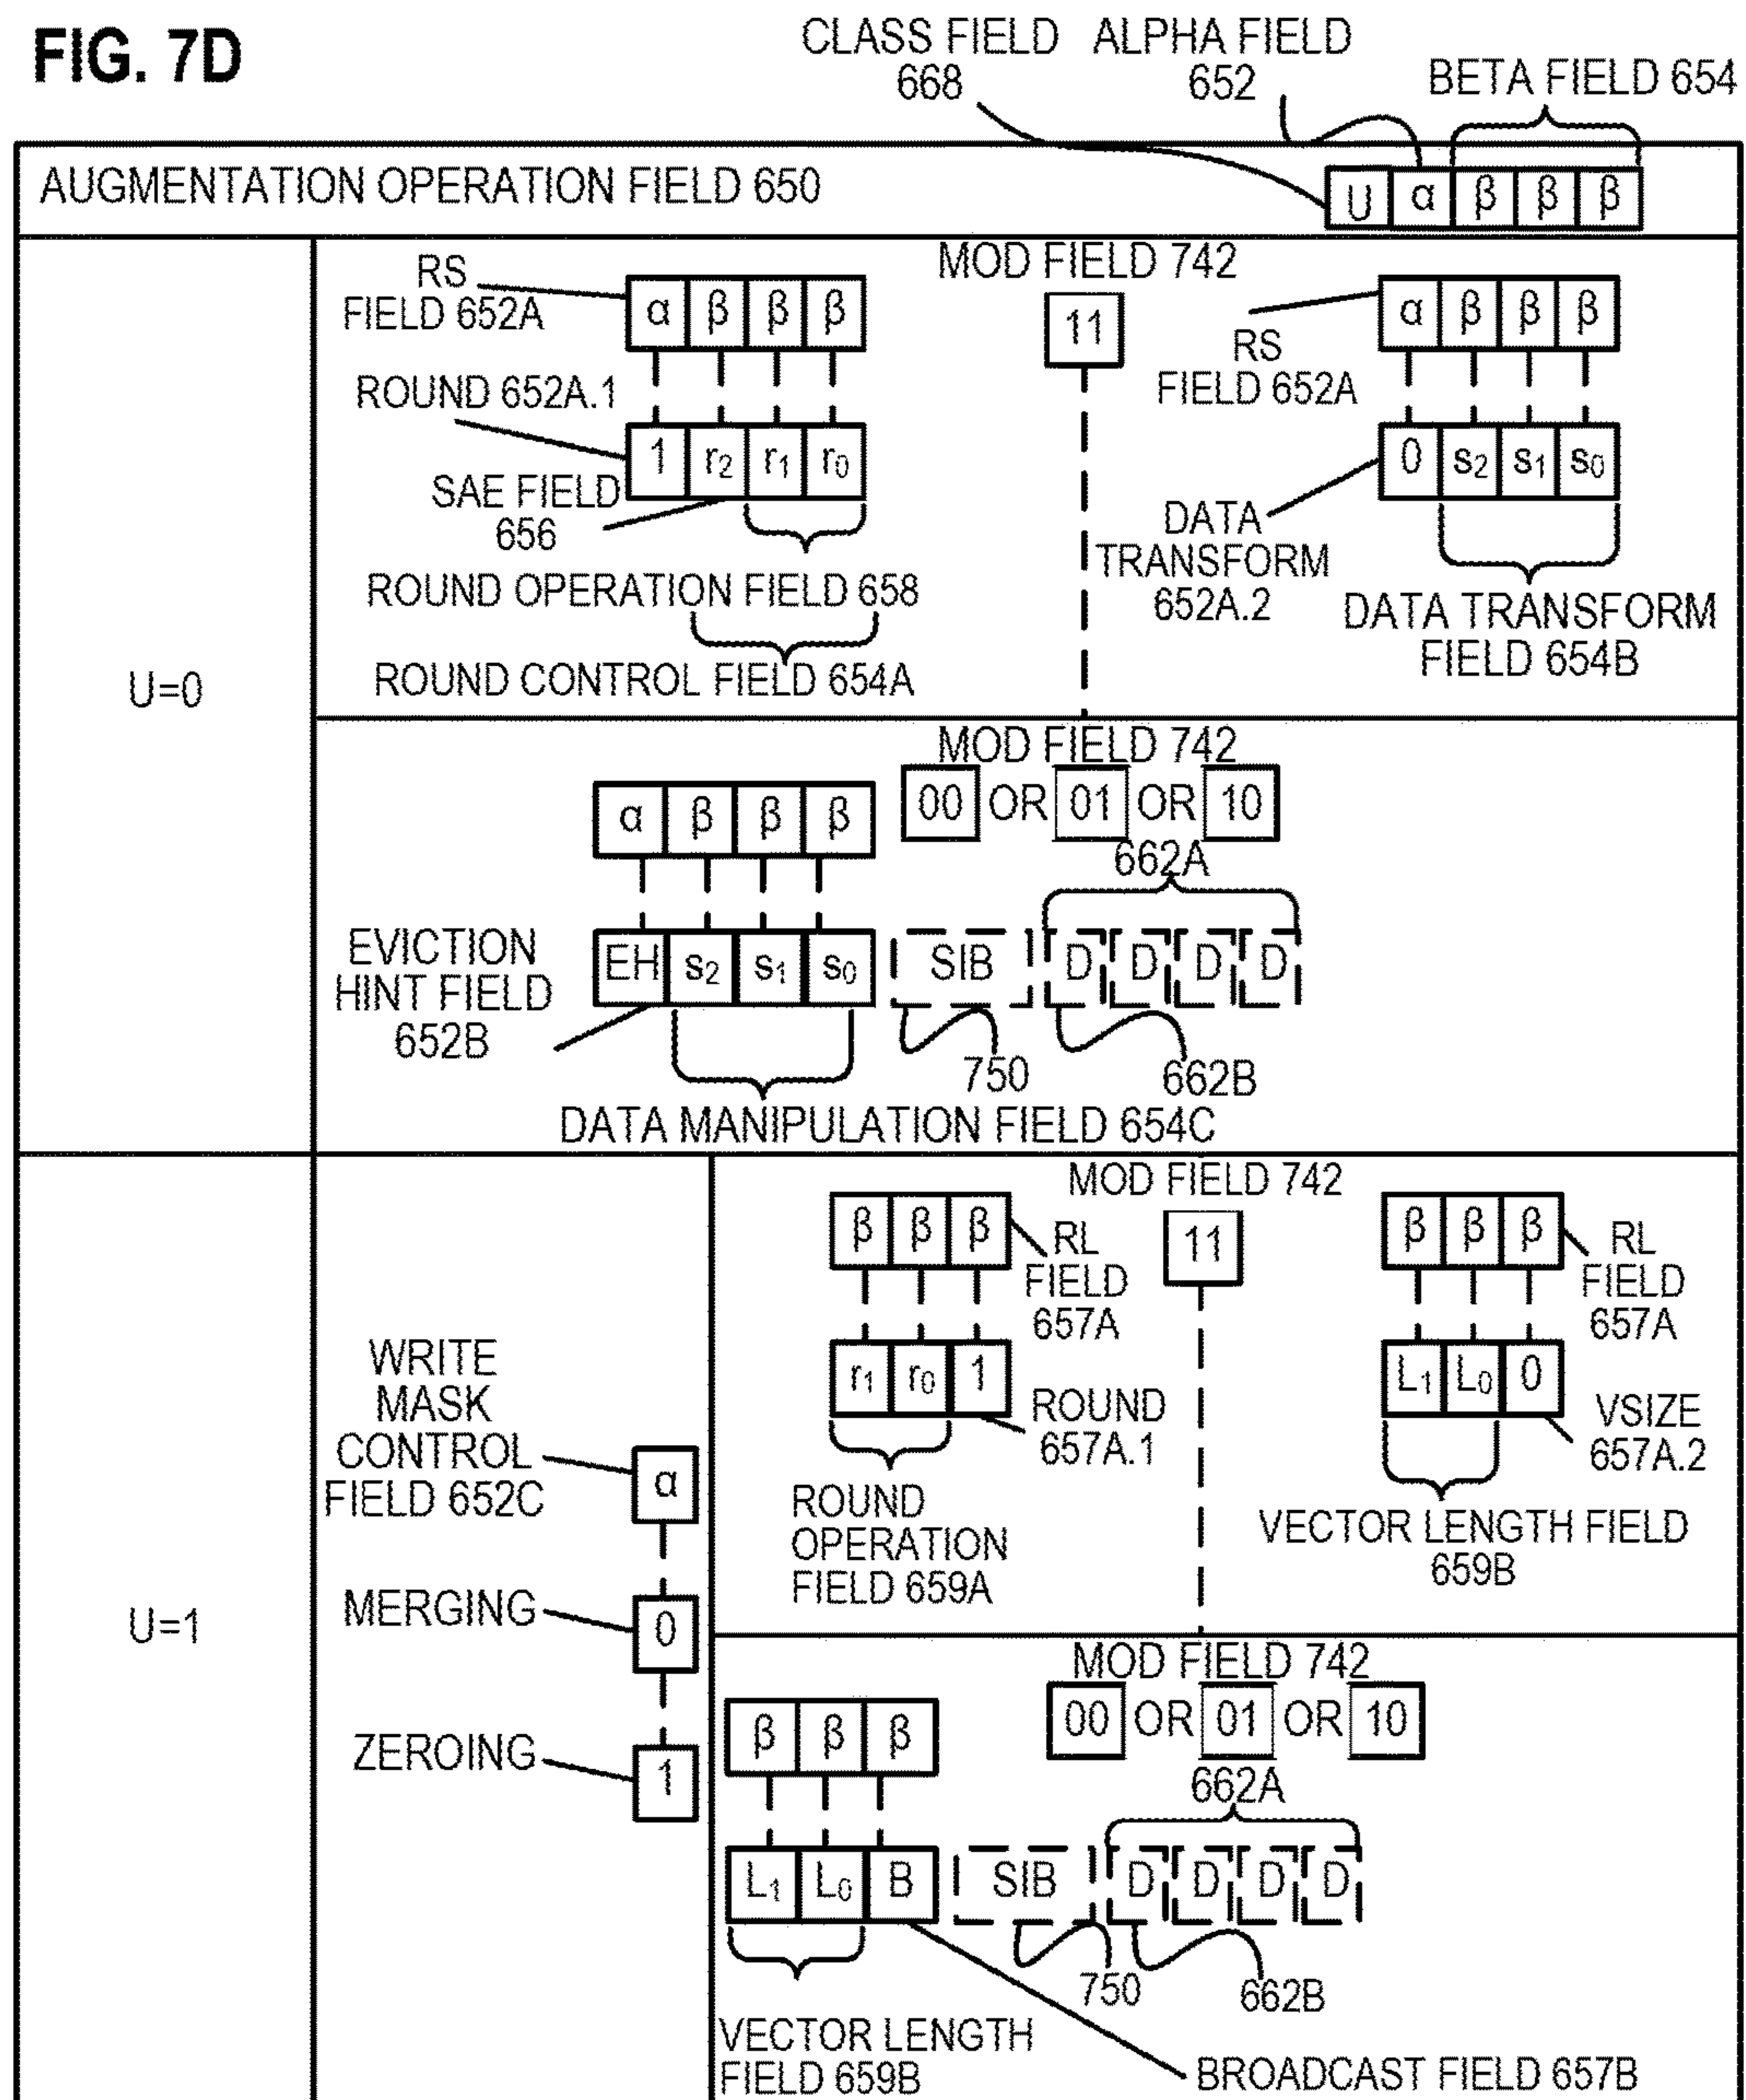 FIG. 7D
CLASS FIELD
668
ALPHA FIELD
652
BETA FIELD 654
AUGMENTATION OPERATION FIELD 650
U α β β β
U=0
MOD FIELD 742
11
RS
FIELD 652A
α β β β
ROUND 652A.1
1 r2 r1 r0
SAE FIELD
656
ROUND OPERATION FIELD 658
ROUND CONTROL FIELD 654A
α β β β
RS
FIELD 652A
0 s2 s1 s0
DATA
TRANSFORM
652A.2
DATA TRANSFORM
FIELD 654B
MOD FIELD 742
00 OR 01 OR 10
α β β β
662A
EVICTION
HINT FIELD
652B
EH s2 s1 s0 SIB D D D D
750
662B
DATA MANIPULATION FIELD 654C
U=1
WRITE
MASK
CONTROL
FIELD 652C
α
MERGING
0
ZEROING
1
MOD FIELD 742
11
β β β
RL
FIELD
657A
r1 r0 1
ROUND
657A.1
ROUND
OPERATION
FIELD 659A
β β β
RL
FIELD
657A
L1 L0 0
VSIZE
657A.2
VECTOR LENGTH FIELD
659B
MOD FIELD 742
00 OR 01 OR 10
β β β
662A
L1 L0 B SIB D D D D
750
662B
VECTOR LENGTH
FIELD 659B
BROADCAST FIELD 657B